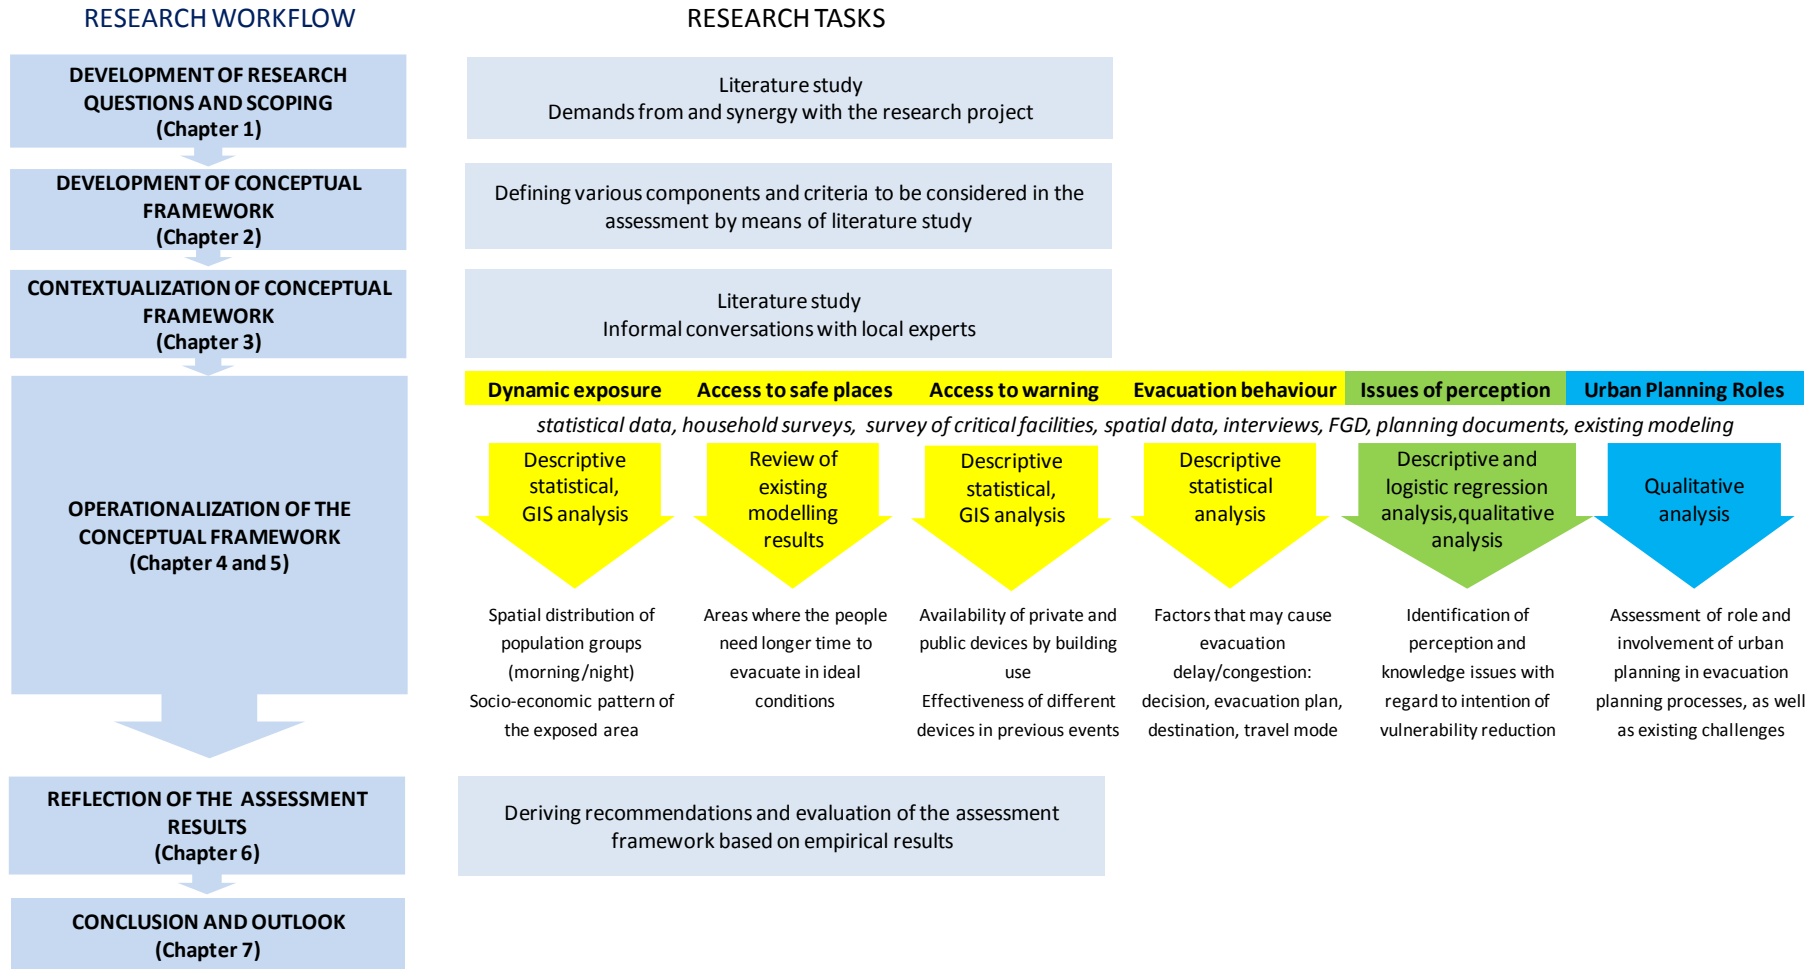 RESEARCH WORKFLOW
RESEARCH TASKS
DEVELOPMENT OF RESEARCH
QUESTIONS AND SCOPING
(Chapter 1)
Literature study
Demands from and synergy with the research project
DEVELOPMENT OF CONCEPTUAL
FRAMEWORK
(Chapter 2)
Defining various components and criteria to be considered in the
assessment by means of literature study
CONTEXTUALIZATION OF CONCEPTUAL
FRAMEWORK
(Chapter 3)
Literature study
Informal conversations with local experts
OPERATIONALIZATION OF THE
CONCEPTUAL FRAMEWORK
(Chapter 4 and 5)
Dynamic exposure
Access to safe places
Access to warning
Evacuation behaviour
Issues of perception
Urban Planning Roles
statistical data, household surveys, survey of critical facilities, spatial data, interviews, FGD, planning documents, existing modeling
Descriptive
statistical,
GIS analysis
Review of
existing
modelling
results
Descriptive
statistical,
GIS analysis
Descriptive
statistical
analysis
Descriptive and
logistic regression
analysis,qualitative
analysis
Qualitative
analysis
Spatial distribution of
population groups
(morning/night)
Socio-economic pattern of
the exposed area
Areas where the people
need longer time to
evacuate in ideal
conditions
Availability of private and
public devices by building
use
Effectiveness of different
devices in previous events
Factors that may cause
evacuation
delay/congestion:
decision, evacuation plan,
destination, travel mode
Identification of
perception and
knowledge issues with
regard to intention of
vulnerability reduction
Assessment of role and
involvement of urban
planning in evacuation
planning processes, as well
as existing challenges
REFLECTION OF THE ASSESSMENT
RESULTS
(Chapter 6)
Deriving recommendations and evaluation of the assessment
framework based on empirical results
CONCLUSION AND OUTLOOK
(Chapter 7)